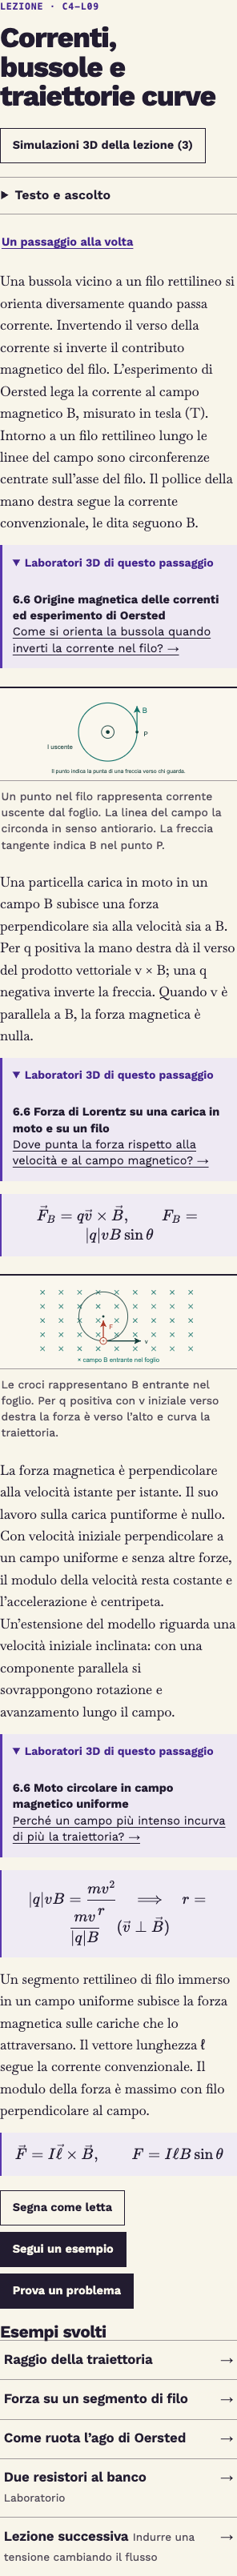 LEZIONE · C4–L09
Correnti,
bussole e
traiettorie curve
Simulazioni 3D della lezione (3)
▶ Testo e ascolto
Un passaggio alla volta
Una bussola vicino a un filo rettilineo si
orienta diversamente quando passa
corrente. Invertendo il verso della
corrente si inverte il contributo
magnetico del filo. L’esperimento di
Oersted lega la corrente al campo
magnetico B, misurato in tesla (T).
Intorno a un filo rettilineo lungo le
linee del campo sono circonferenze
centrate sull’asse del filo. Il pollice della
mano destra segue la corrente
convenzionale, le dita seguono B.
▼ Laboratori 3D di questo passaggio
6.6 Origine magnetica delle correnti
ed esperimento di Oersted
Come si orienta la bussola quando
inverti la corrente nel filo? →
B
P
I uscente
Il punto indica la punta di una freccia verso chi guarda.
Un punto nel filo rappresenta corrente
uscente dal foglio. La linea del campo la
circonda in senso antiorario. La freccia
tangente indica B nel punto P.
Una particella carica in moto in un
campo B subisce una forza
perpendicolare sia alla velocità sia a B.
Per q positiva la mano destra dà il verso
del prodotto vettoriale v × B; una q
negativa inverte la freccia. Quando v è
parallela a B, la forza magnetica è
nulla.
▼ Laboratori 3D di questo passaggio
6.6 Forza di Lorentz su una carica in
moto e su un filo
Dove punta la forza rispetto alla
velocità e al campo magnetico? →
F⃗_B = qv⃗ × B⃗, F_B =
|q|vB sin θ
F
v
× campo B entrante nel foglio
Le croci rappresentano B entrante nel
foglio. Per q positiva con v iniziale verso
destra la forza è verso l’alto e curva la
traiettoria.
La forza magnetica è perpendicolare
alla velocità istante per istante. Il suo
lavoro sulla carica puntiforme è nullo.
Con velocità iniziale perpendicolare a
un campo uniforme e senza altre forze,
il modulo della velocità resta costante e
l’accelerazione è centripeta.
Un’estensione del modello riguarda una
velocità iniziale inclinata: con una
componente parallela si
sovrappongono rotazione e
avanzamento lungo il campo.
▼ Laboratori 3D di questo passaggio
6.6 Moto circolare in campo
magnetico uniforme
Perché un campo più intenso incurva
di più la traiettoria? →
|q|vB = mv²/r ⟹ r =
mv/|q|B (v⃗ ⊥ B⃗)
Un segmento rettilineo di filo immerso
in un campo uniforme subisce la forza
magnetica sulle cariche che lo
attraversano. Il vettore lunghezza ℓ
segue la corrente convenzionale. Il
modulo della forza è massimo con filo
perpendicolare al campo.
F⃗ = Iℓ⃗ × B⃗, F = IℓB sin θ
Segna come letta
Segui un esempio
Prova un problema
Esempi svolti
Raggio della traiettoria →
Forza su un segmento di filo →
Come ruota l’ago di Oersted →
Due resistori al banco →
Laboratorio
Lezione successiva Indurre una →
tensione cambiando il flusso